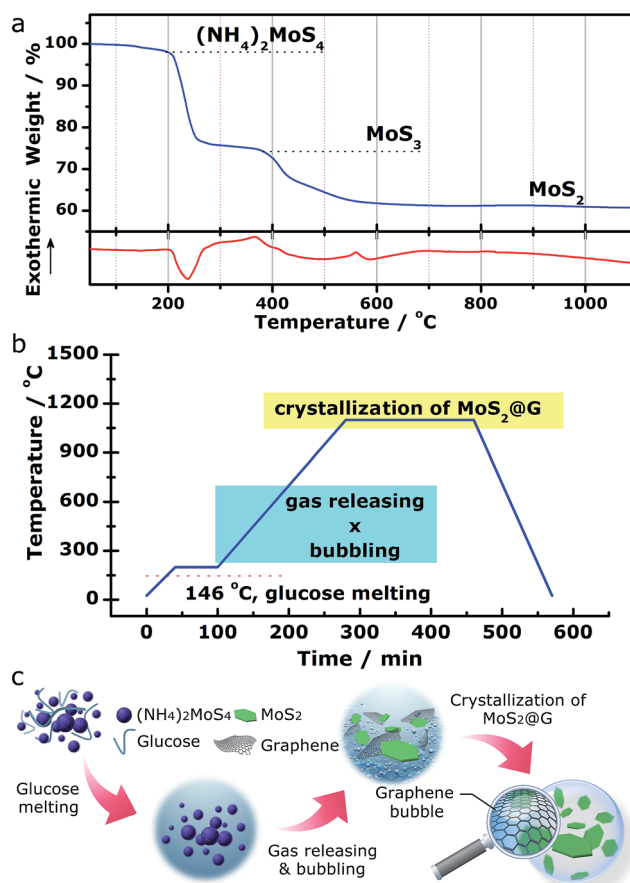 a
(NH₄)₂MoS₄
MoS₃
MoS₂
100
90
75
60
Weight / %
Exothermic
200
400
600
800
1000
Temperature / °C
b
1500
1200
900
600
300
0
Temperature / °C
crystallization of MoS₂@G
gas releasing
x
bubbling
146 °C, glucose melting
0
100
200
300
400
500
600
Time / min
c
(NH₄)₂MoS₄
MoS₂
Glucose
Graphene
Glucose
melting
Gas releasing
& bubbling
Crystallization of
MoS₂@G
Graphene
bubble